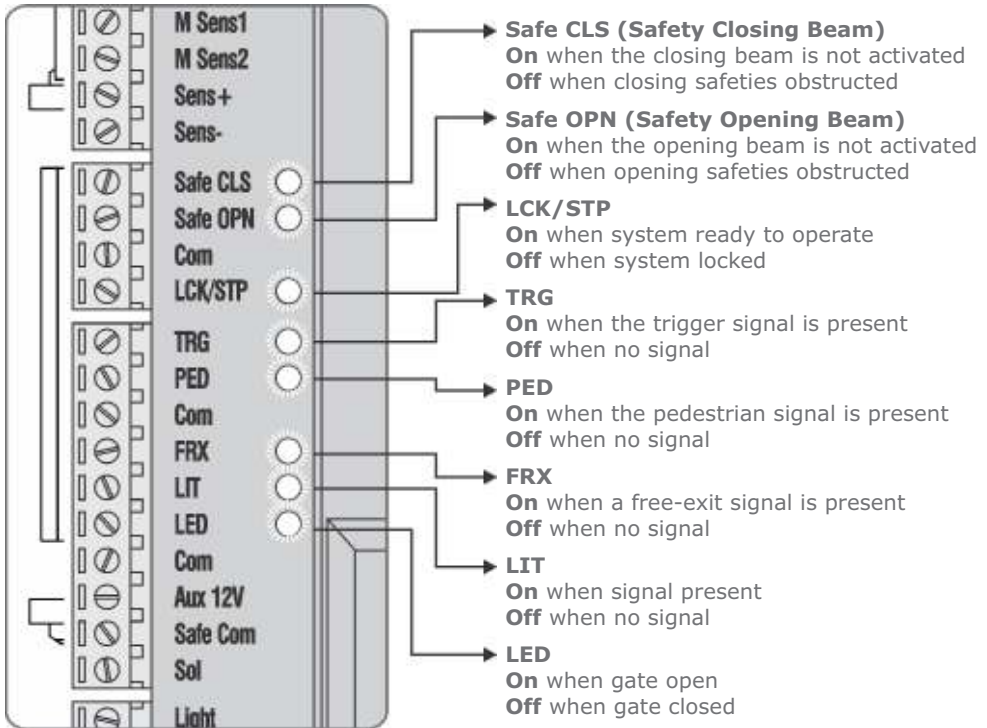 M Sens1
M Sens2
Sens+
Sens-
Safe CLS
Safe OPN
Com
LCK/STP
TRG
PED
Com
FRX
LIT
LED
Com
Aux 12V
Safe Com
Sol
Light
Safe CLS (Safety Closing Beam)
On when the closing beam is not activated
Off when closing safeties obstructed
Safe OPN (Safety Opening Beam)
On when the opening beam is not activated
Off when opening safeties obstructed
LCK/STP
On when system ready to operate
Off when system locked
TRG
On when the trigger signal is present
Off when no signal
PED
On when the pedestrian signal is present
Off when no signal
FRX
On when a free-exit signal is present
Off when no signal
LIT
On when signal present
Off when no signal
LED
On when gate open
Off when gate closed